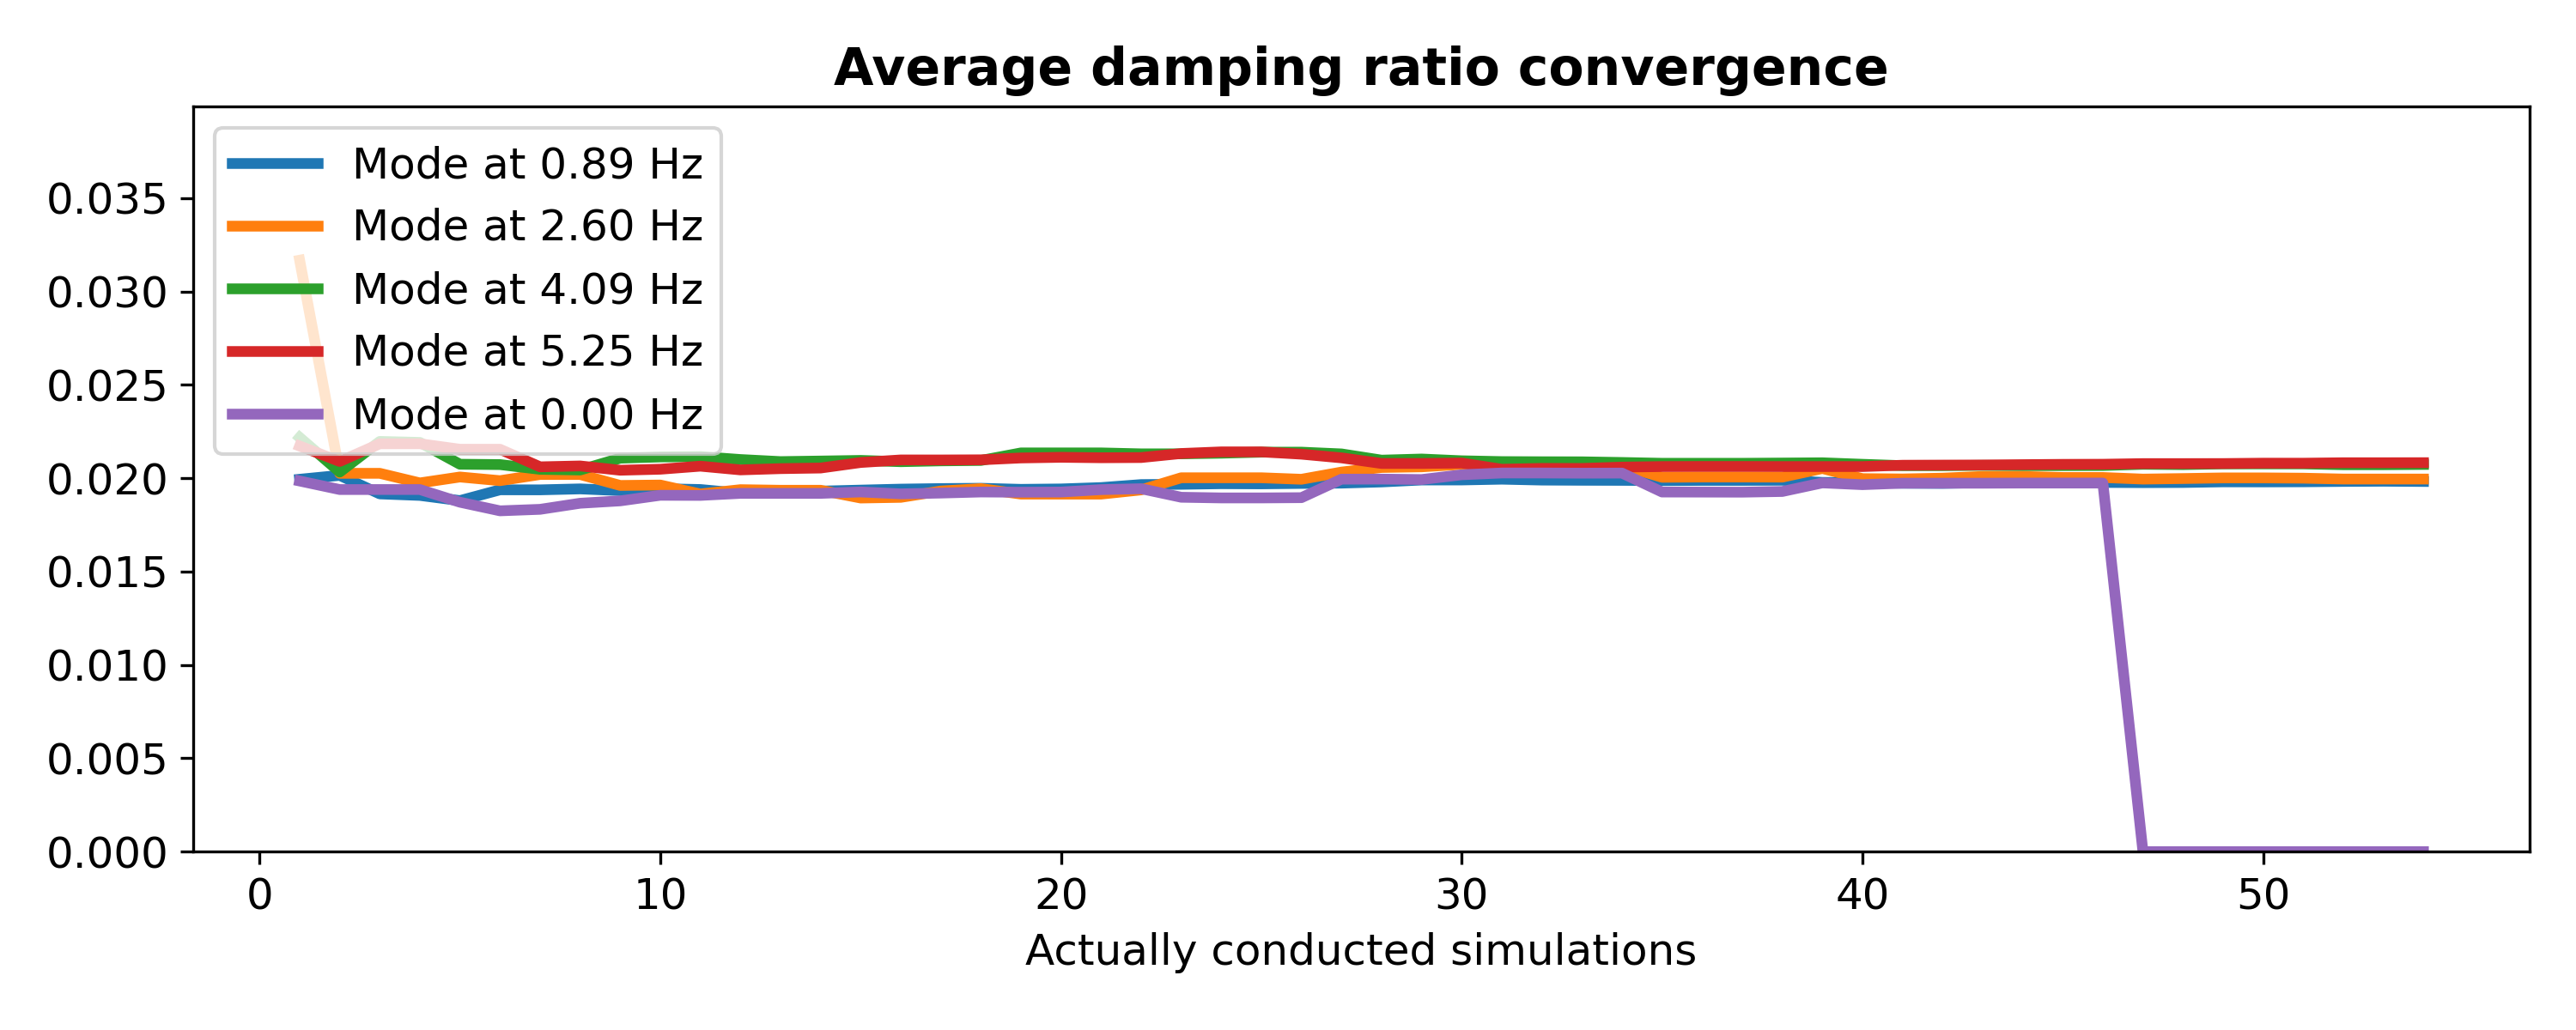 Average damping ratio convergence
Mode at 0.89 Hz
Mode at 2.60 Hz
Mode at 4.09 Hz
Mode at 5.25 Hz
Mode at 0.00 Hz
0.035
0.030
0.025
0.020
0.015
0.010
0.005
0.000
0 10 20 30 40 50
Actually conducted simulations